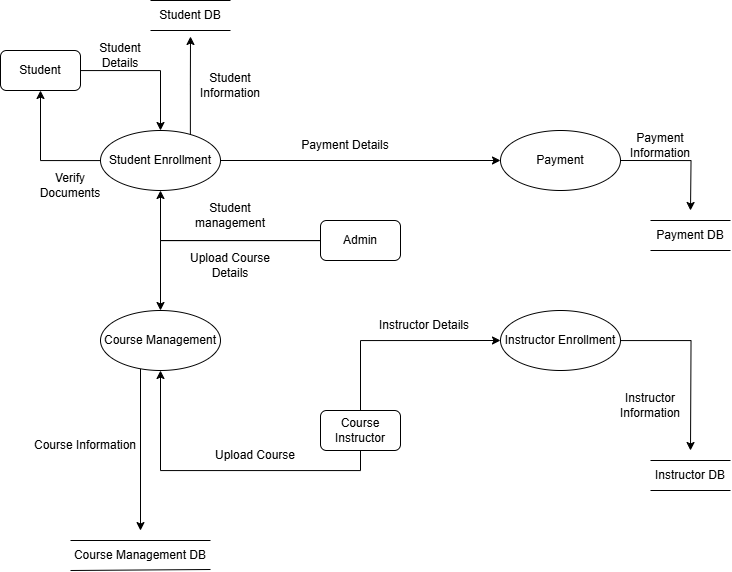 Student DB
Student
Details
Student
Student
Information
Student Enrollment
Payment Details
Payment
Payment
Information
Verify
Documents
Student
management
Admin
Payment DB
Upload Course
Details
Course Management
Instructor Details
Instructor Enrollment
Instructor
Information
Course
Instructor
Course Information
Upload Course
Instructor DB
Course Management DB